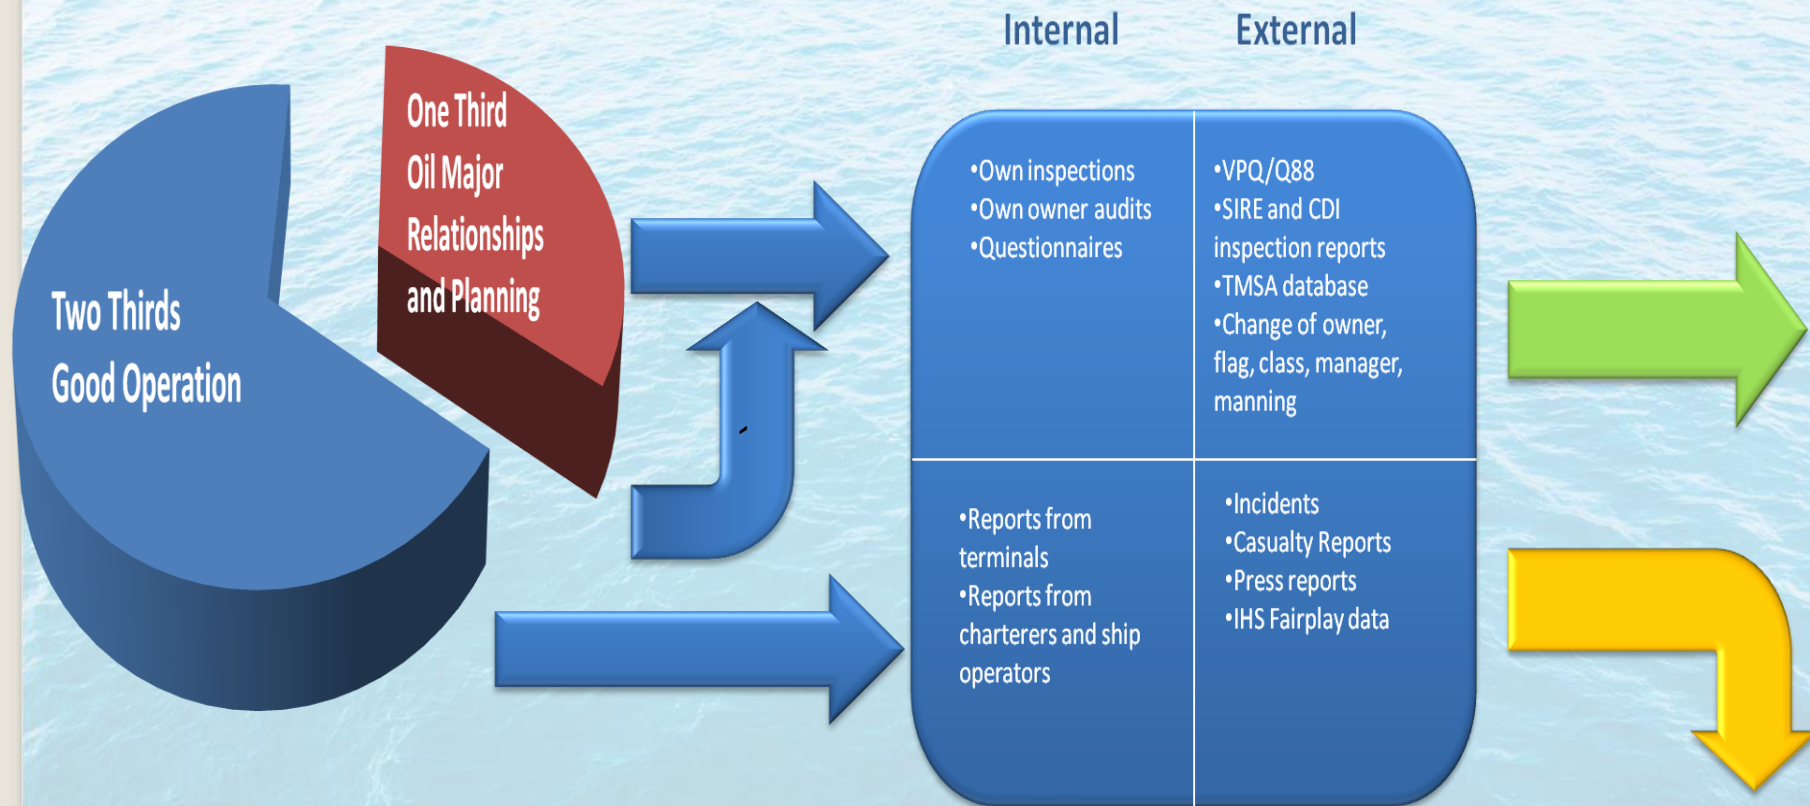 Internal
External
One Third
Oil Major
Relationships
and Planning
Two Thirds
Good Operation
•Own inspections
•Own owner audits
•Questionnaires
•VPQ/Q88
•SIRE and CDI
inspection reports
•TMSA database
•Change of owner,
flag, class, manager,
manning
•Reports from
terminals
•Reports from
charterers and ship
operators
•Incidents
•Casualty Reports
•Press reports
•IHS Fairplay data